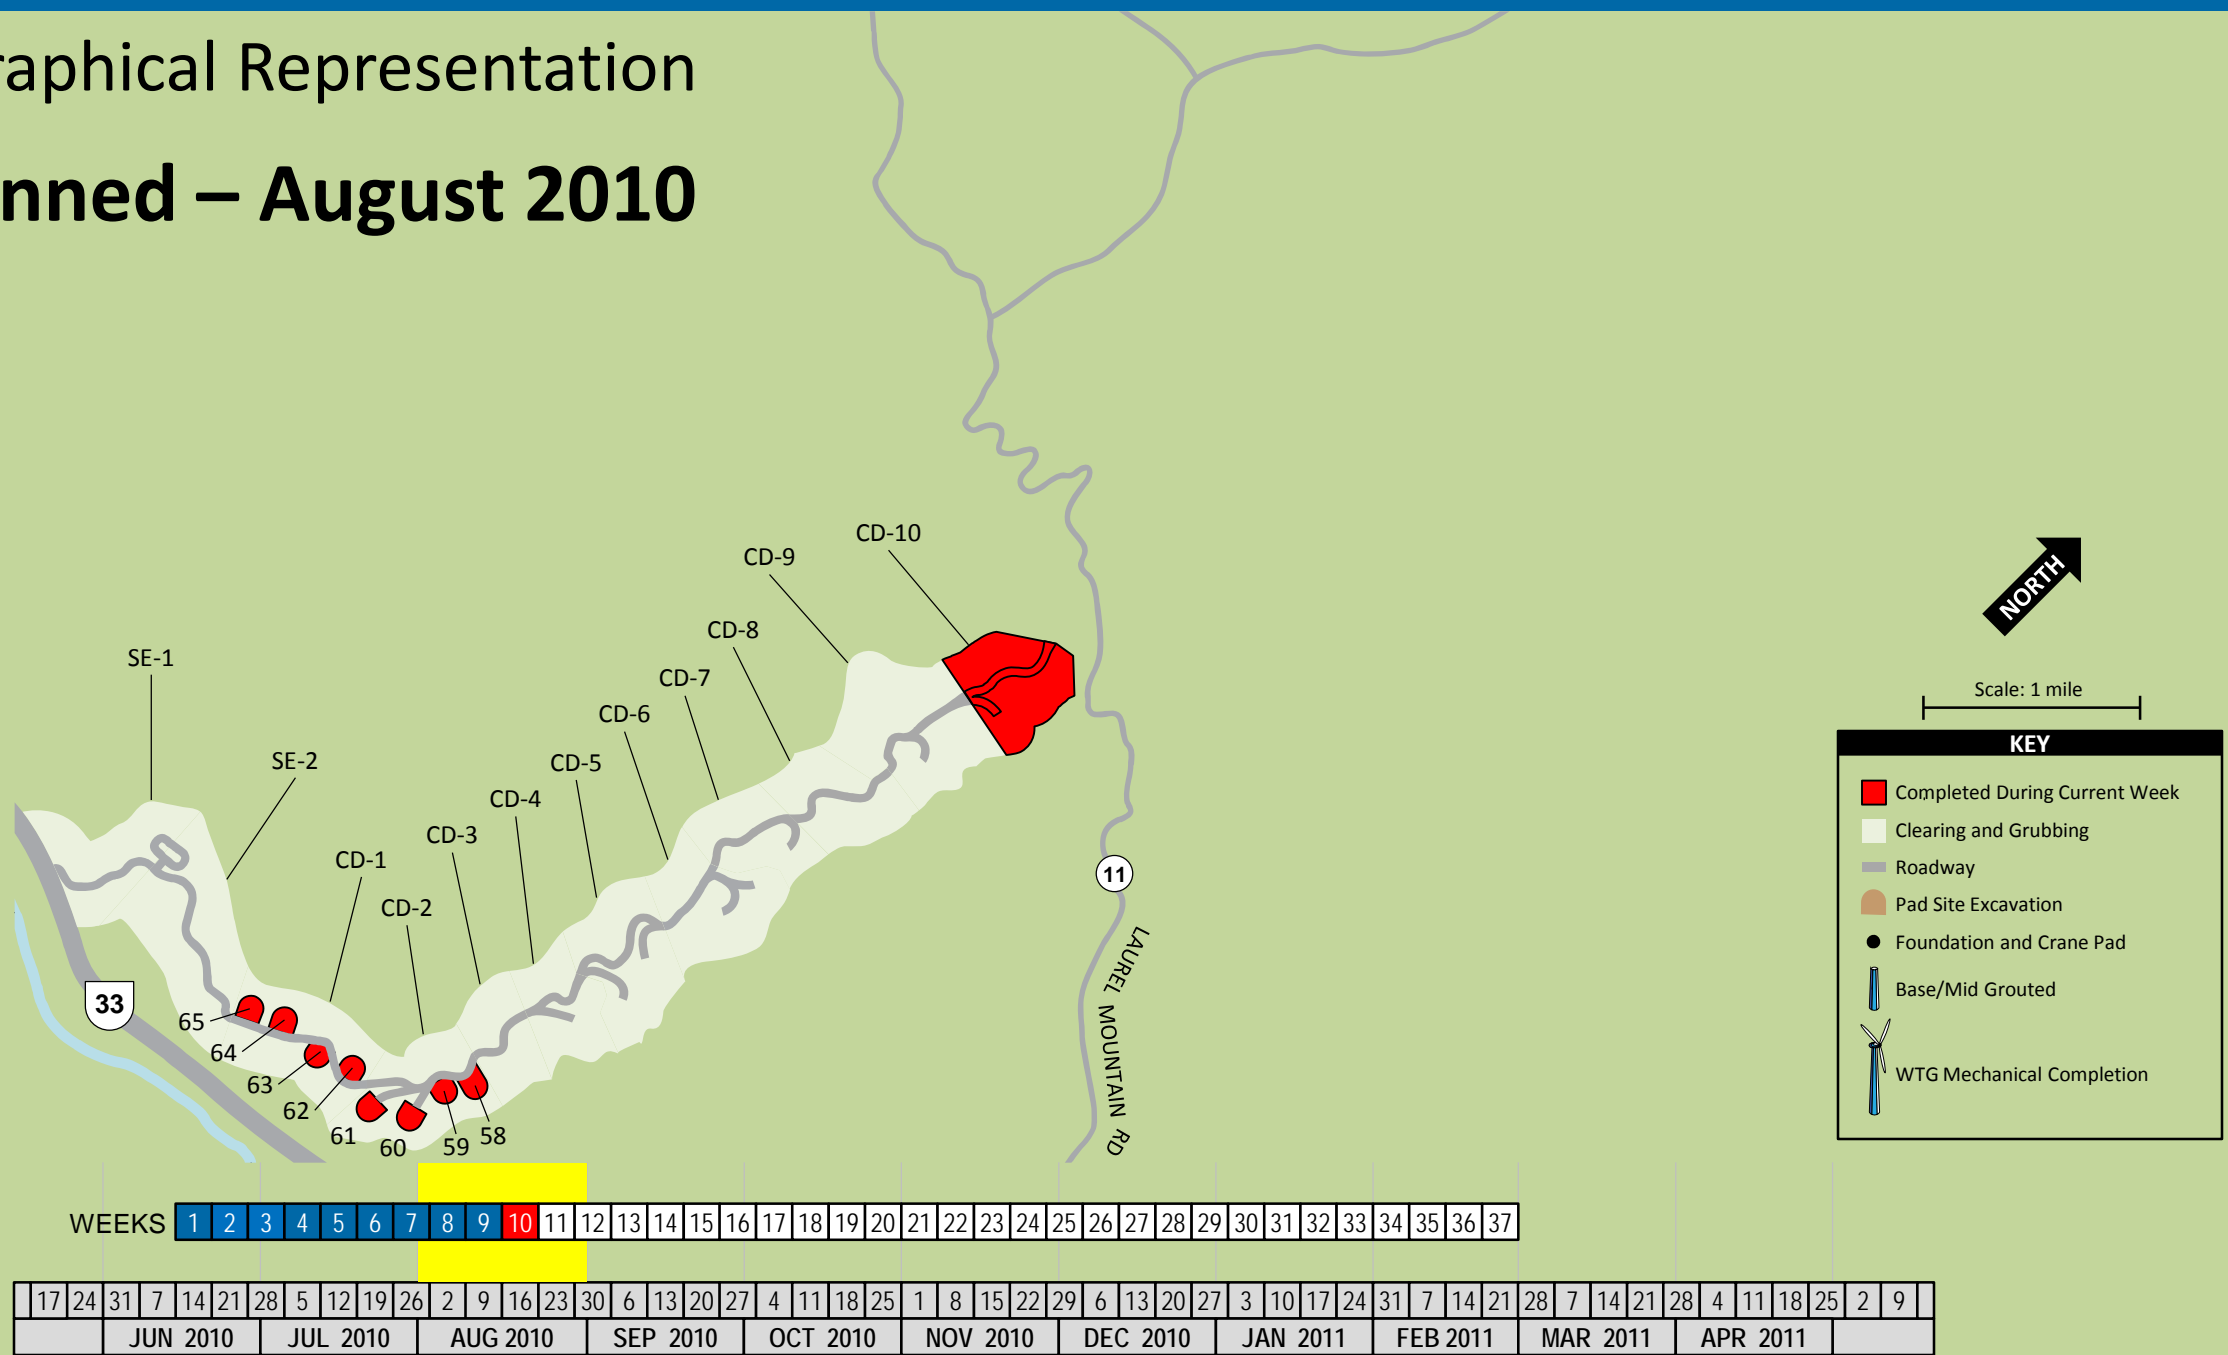 raphical Representation
nned – August 2010
CD-10
CD-9
CD-8
SE-1
CD-7
CD-6
SE-2
CD-5
CD-4
CD-3
CD-1
CD-2
NORTH
Scale: 1 mile
KEY
Completed During Current Week
Clearing and Grubbing
Roadway
Pad Site Excavation
Foundation and Crane Pad
Base/Mid Grouted
WTG Mechanical Completion
11
LAUREL MOUNTAIN RD
33
65
64
63
62
61
60
59
58
WEEKS 1 2 3 4 5 6 7 8 9 10 11 12 13 14 15 16 17 18 19 20 21 22 23 24 25 26 27 28 29 30 31 32 33 34 35 36 37
17 24 31 7 14 21 28 5 12 19 26 2 9 16 23 30 6 13 20 27 4 11 18 25 1 8 15 22 29 6 13 20 27 3 10 17 24 31 7 14 21 28 7 14 21 28 4 11 18 25 2 9
JUN 2010 JUL 2010 AUG 2010 SEP 2010 OCT 2010 NOV 2010 DEC 2010 JAN 2011 FEB 2011 MAR 2011 APR 2011